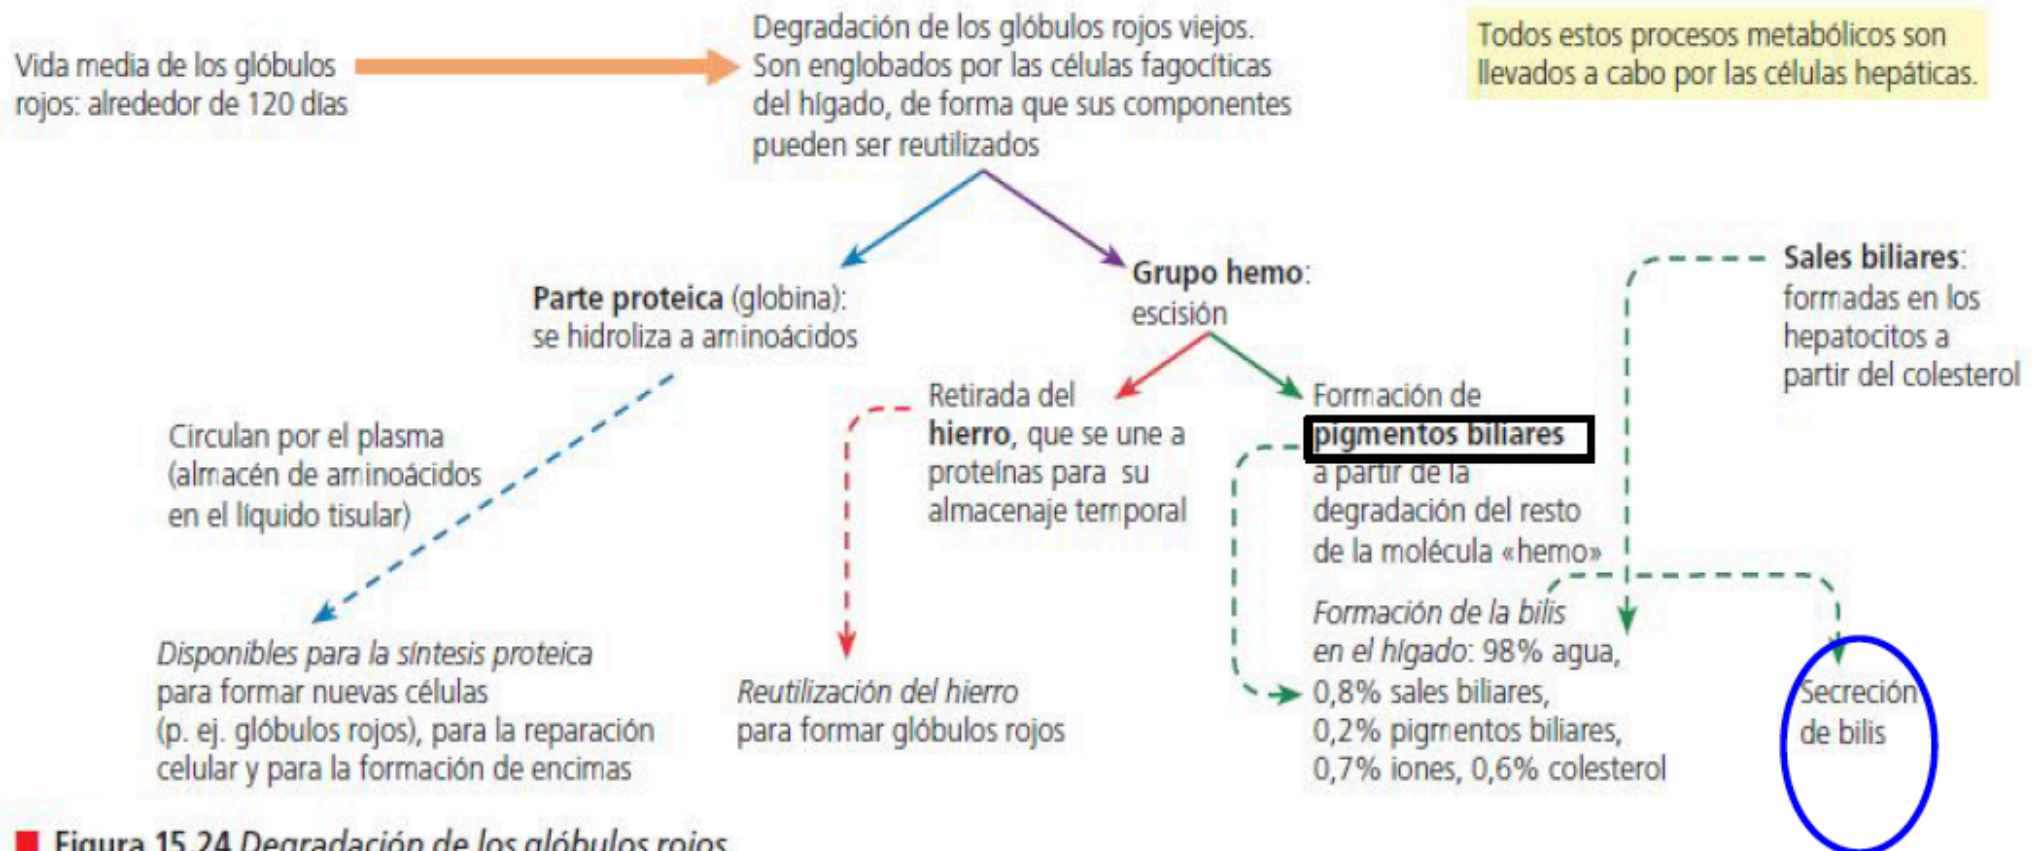 Vida media de los glóbulos
rojos: alrededor de 120 días
Degradación de los glóbulos rojos viejos.
Son englobados por las células fagocíticas
del hígado, de forma que sus componentes
pueden ser reutilizados
Todos estos procesos metabólicos son
llevados a cabo por las células hepáticas.
Parte proteica (globina):
se hidroliza a aminoácidos
Grupo hemo:
escisión
Sales biliares:
formadas en los
hepatocitos a
partir del colesterol
Circulan por el plasma
(almacén de aminoácidos
en el líquido tisular)
Retirada del
hierro, que se une a
proteínas para su
almacenaje temporal
Formación de
pigmentos biliares
a partir de la
degradación del resto
de la molécula «hemo»
Disponibles para la síntesis proteica
para formar nuevas células
(p. ej. glóbulos rojos), para la reparación
celular y para la formación de encimas
Reutilización del hierro
para formar glóbulos rojos
Formación de la bilis
en el hígado: 98% agua,
0,8% sales biliares,
0,2% pigmentos biliares,
0,7% iones, 0,6% colesterol
Secreción
de bilis
Figura 15.24 Degradación de los glóbulos rojos.